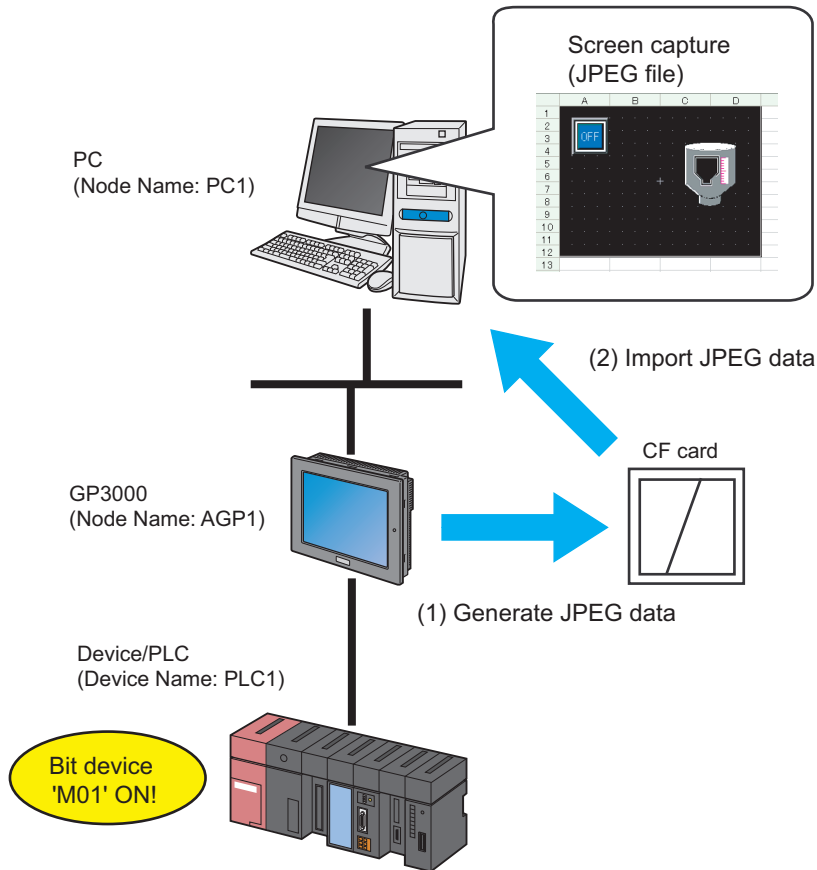 Screen capture
(JPEG file)
A B C D
1
2
3
4
5
6
7
8
9
10
11
12
13
OFF
PC
(Node Name: PC1)
(2) Import JPEG data
CF card
GP3000
(Node Name: AGP1)
(1) Generate JPEG data
Device/PLC
(Device Name: PLC1)
Bit device
'M01' ON!